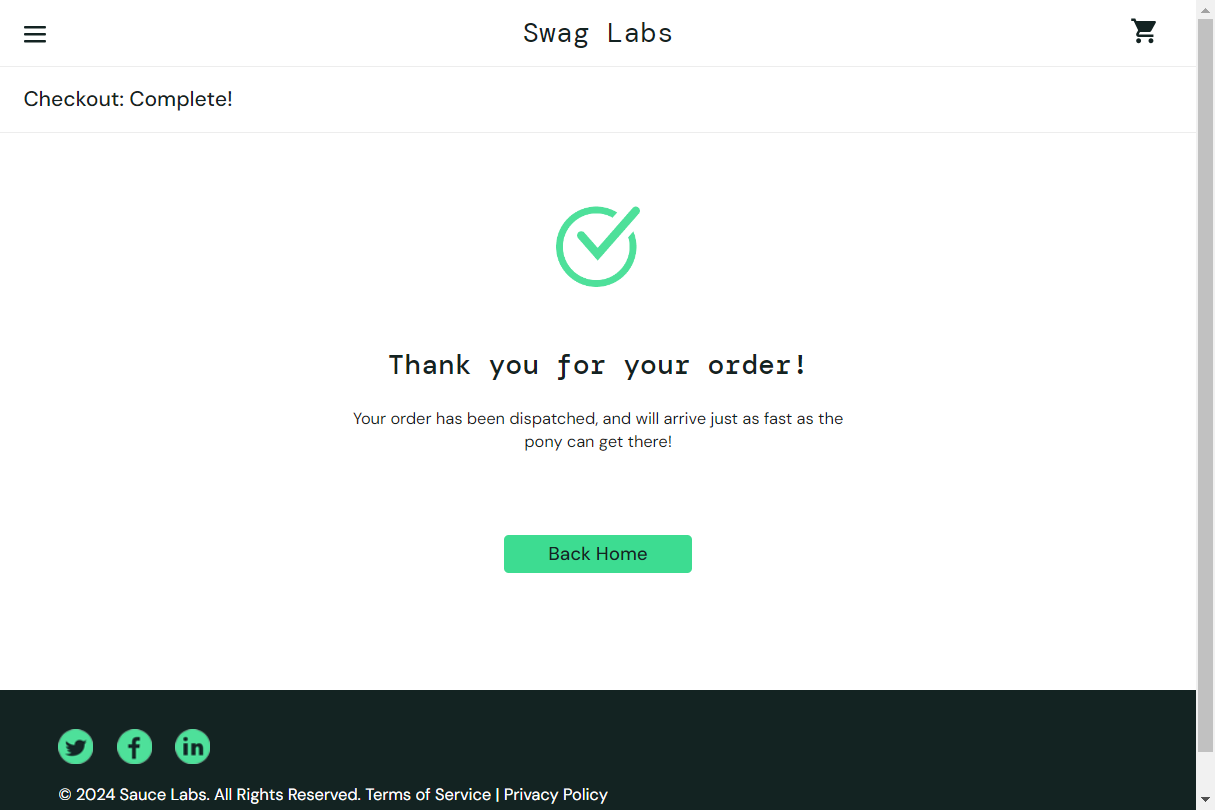 Swag Labs
Checkout: Complete!
Thank you for your order!
Your order has been dispatched, and will arrive just as fast as the
pony can get there!
Back Home
© 2024 Sauce Labs. All Rights Reserved. Terms of Service | Privacy Policy